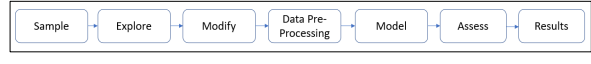 Sample
Explore
Modify
Data Pre-
Processing
Model
Assess
Results